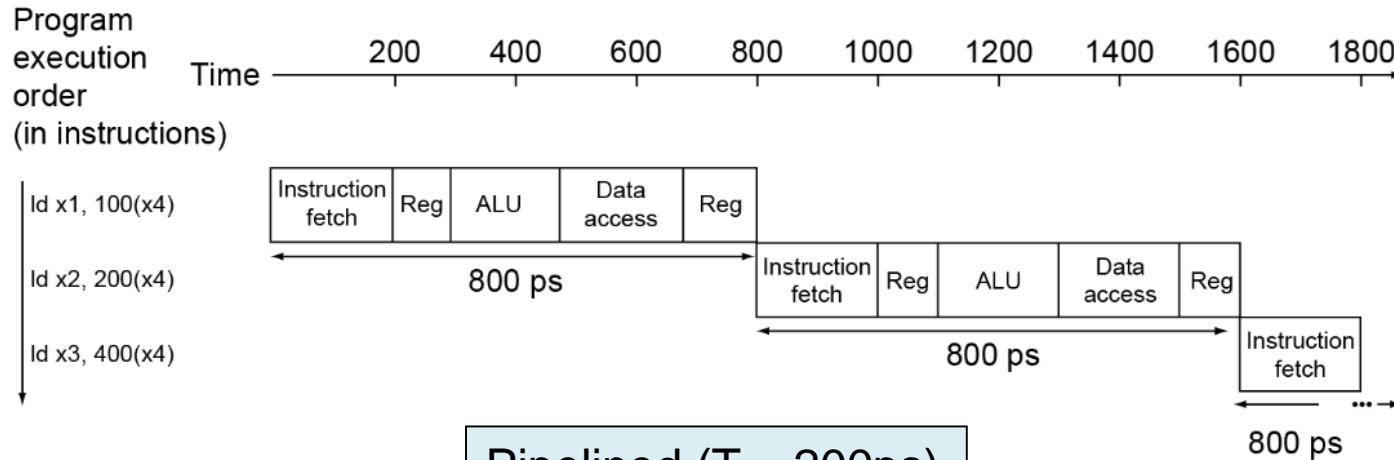 Program
execution
order
(in instructions)
Time
200 400 600 800 1000 1200 1400 1600 1800
ld x1, 100(x4)
Instruction
fetch
Reg
ALU
Data
access
Reg
800 ps
ld x2, 200(x4)
Instruction
fetch
Reg
ALU
Data
access
Reg
800 ps
ld x3, 400(x4)
Instruction
fetch
...
800 ps
Pipelined (T 200ps)